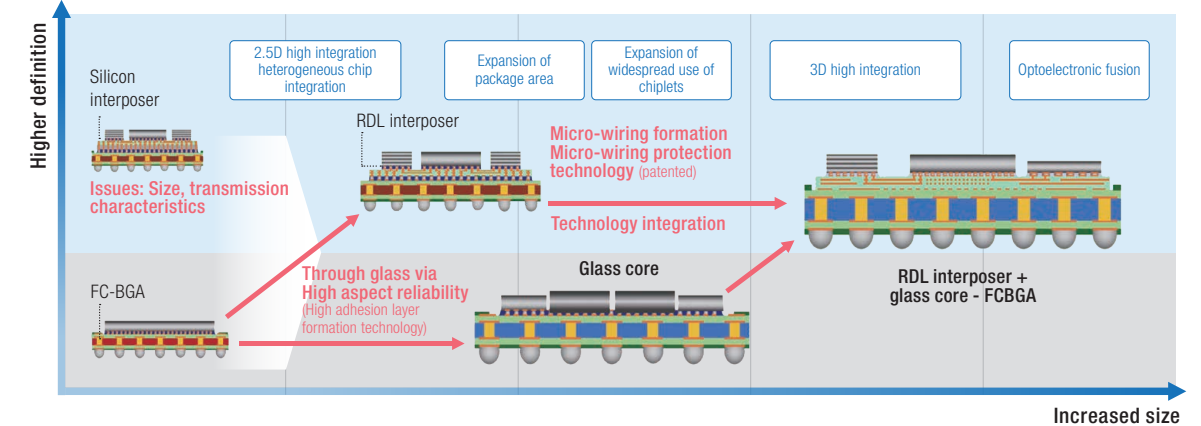 Higher definition
Silicon
interposer
2.5D high integration
heterogeneous chip
integration
Expansion of
package area
Expansion of
widespread use of
chiplets
3D high integration
Optoelectronic fusion
RDL interposer
Micro-wiring formation
Micro-wiring protection
technology (patented)
Issues: Size, transmission
characteristics
Technology integration
FC-BGA
Through glass via
High aspect reliability
(High adhesion layer
formation technology)
Glass core
RDL interposer +
glass core - FCBGA
Increased size